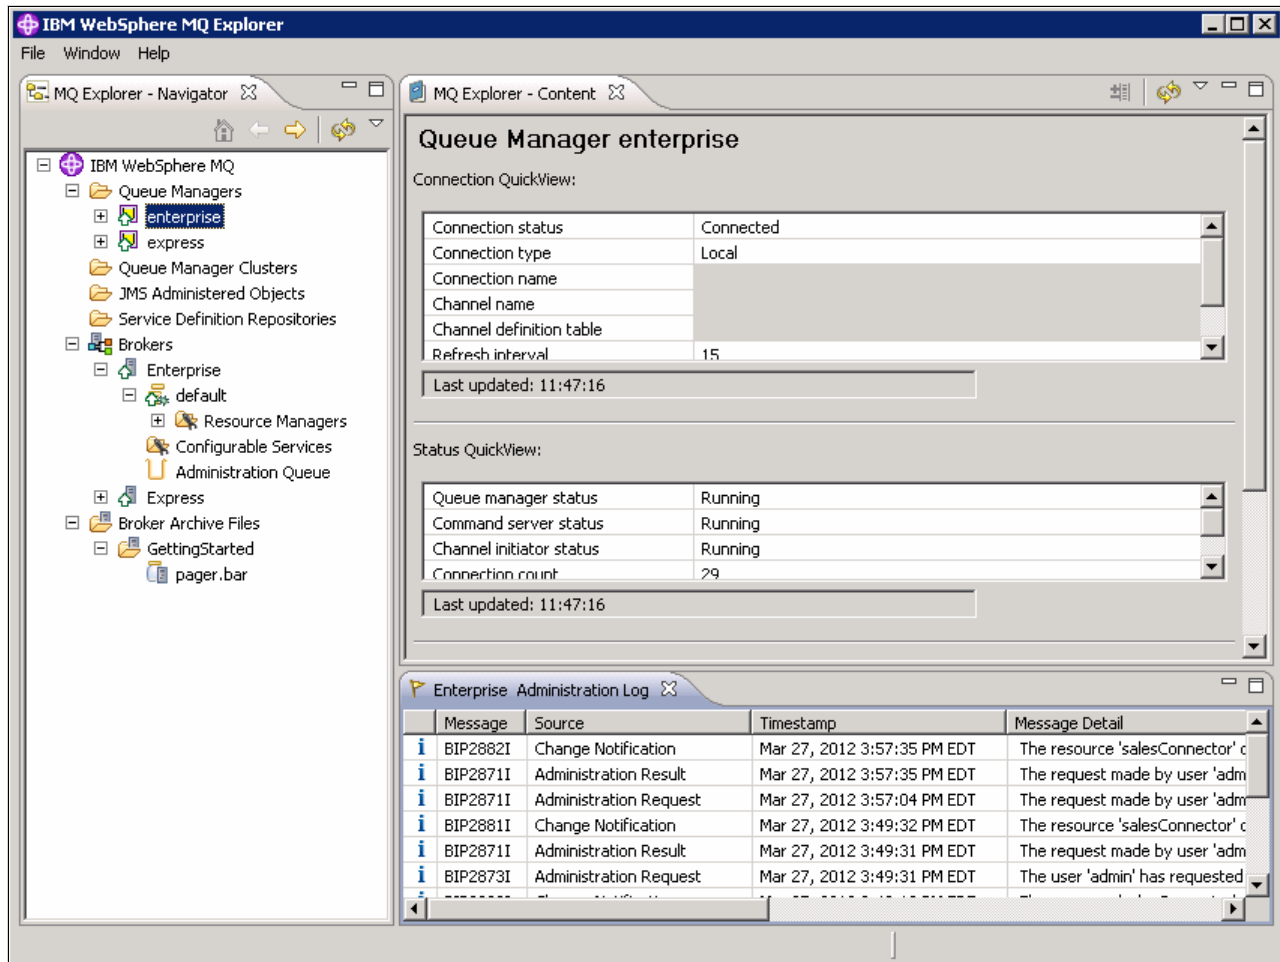 IBM WebSphere MQ Explorer
File Window Help
MQ Explorer - Navigator
IBM WebSphere MQ
Queue Managers
enterprise
express
Queue Manager Clusters
JMS Administered Objects
Service Definition Repositories
Brokers
Enterprise
default
Resource Managers
Configurable Services
Administration Queue
Express
Broker Archive Files
GettingStarted
pager.bar
MQ Explorer - Content
Queue Manager enterprise
Connection QuickView:
Connection status Connected
Connection type Local
Connection name
Channel name
Channel definition table
Refresh interval 15
Last updated: 11:47:16
Status QuickView:
Queue manager status Running
Command server status Running
Channel initiator status Running
Connection count 29
Last updated: 11:47:16
Enterprise Administration Log
Message Source Timestamp Message Detail
BIP2882I Change Notification Mar 27, 2012 3:57:35 PM EDT The resource 'salesConnector' c
BIP2871I Administration Result Mar 27, 2012 3:57:35 PM EDT The request made by user 'adm
BIP2871I Administration Request Mar 27, 2012 3:57:04 PM EDT The request made by user 'adm
BIP2881I Change Notification Mar 27, 2012 3:49:32 PM EDT The resource 'salesConnector' c
BIP2871I Administration Result Mar 27, 2012 3:49:31 PM EDT The request made by user 'adm
BIP2873I Administration Request Mar 27, 2012 3:49:31 PM EDT The user 'admin' has requested